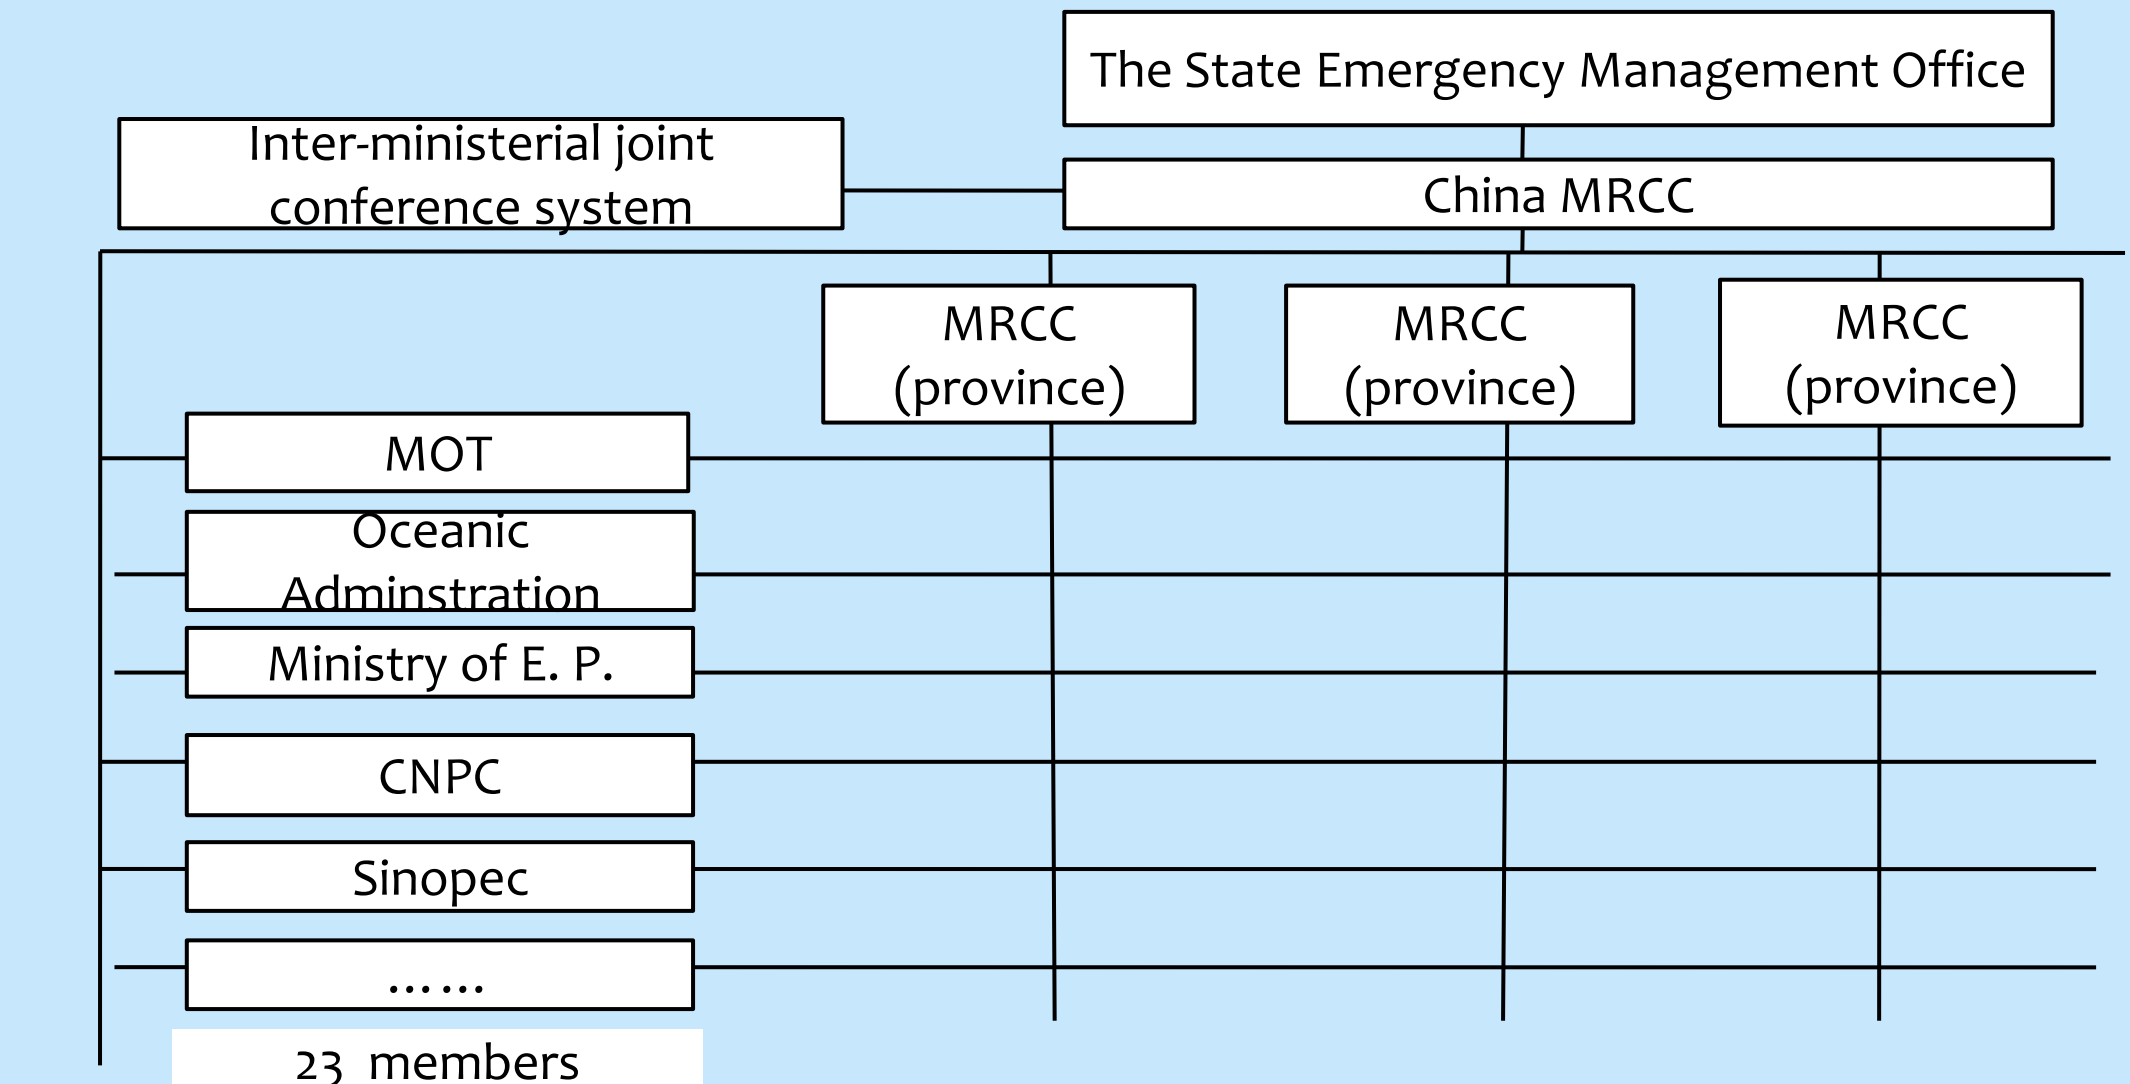 The State Emergency Management Office
Inter-ministerial joint
conference system
China MRCC
MRCC
(province)
MRCC
(province)
MRCC
(province)
MOT
Oceanic
Adminstration
Ministry of E. P.
CNPC
Sinopec
……
23 members